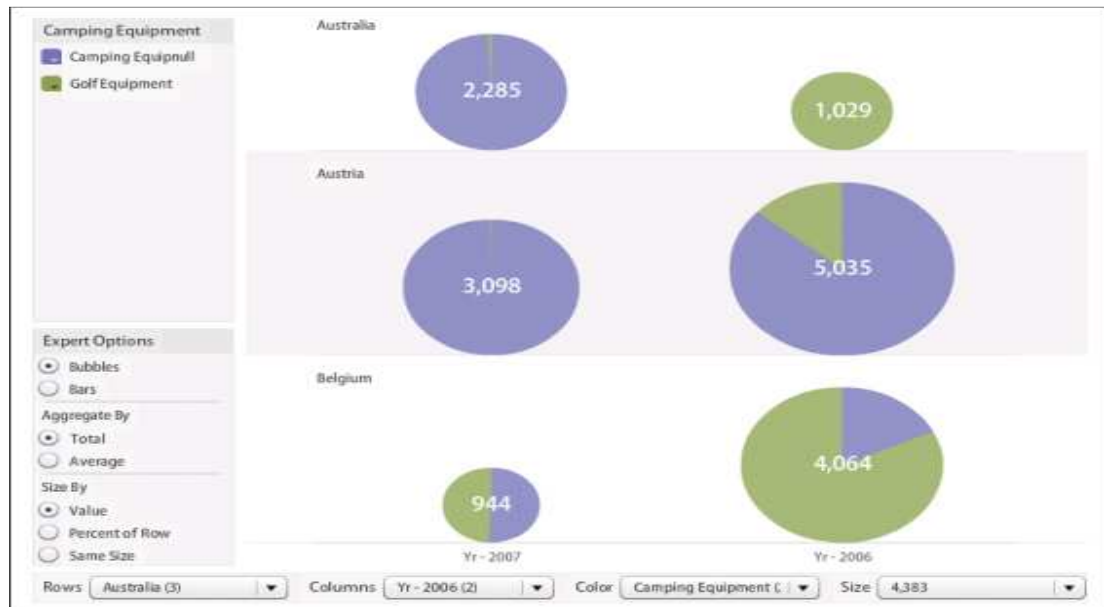 Camping Equipment
Camping Equipnull
Golf Equipment
Expert Options
Bubbles
Bars
Aggregate By
Total
Average
Size By
Value
Percent of Row
Same Size
Australia
2,285
1,029
Austria
3,098
5,035
Belgium
944
4,064
Yr - 2007
Yr - 2006
Rows Australia (3) Columns Yr - 2006 (2) Color Camping Equipment Size 4,383